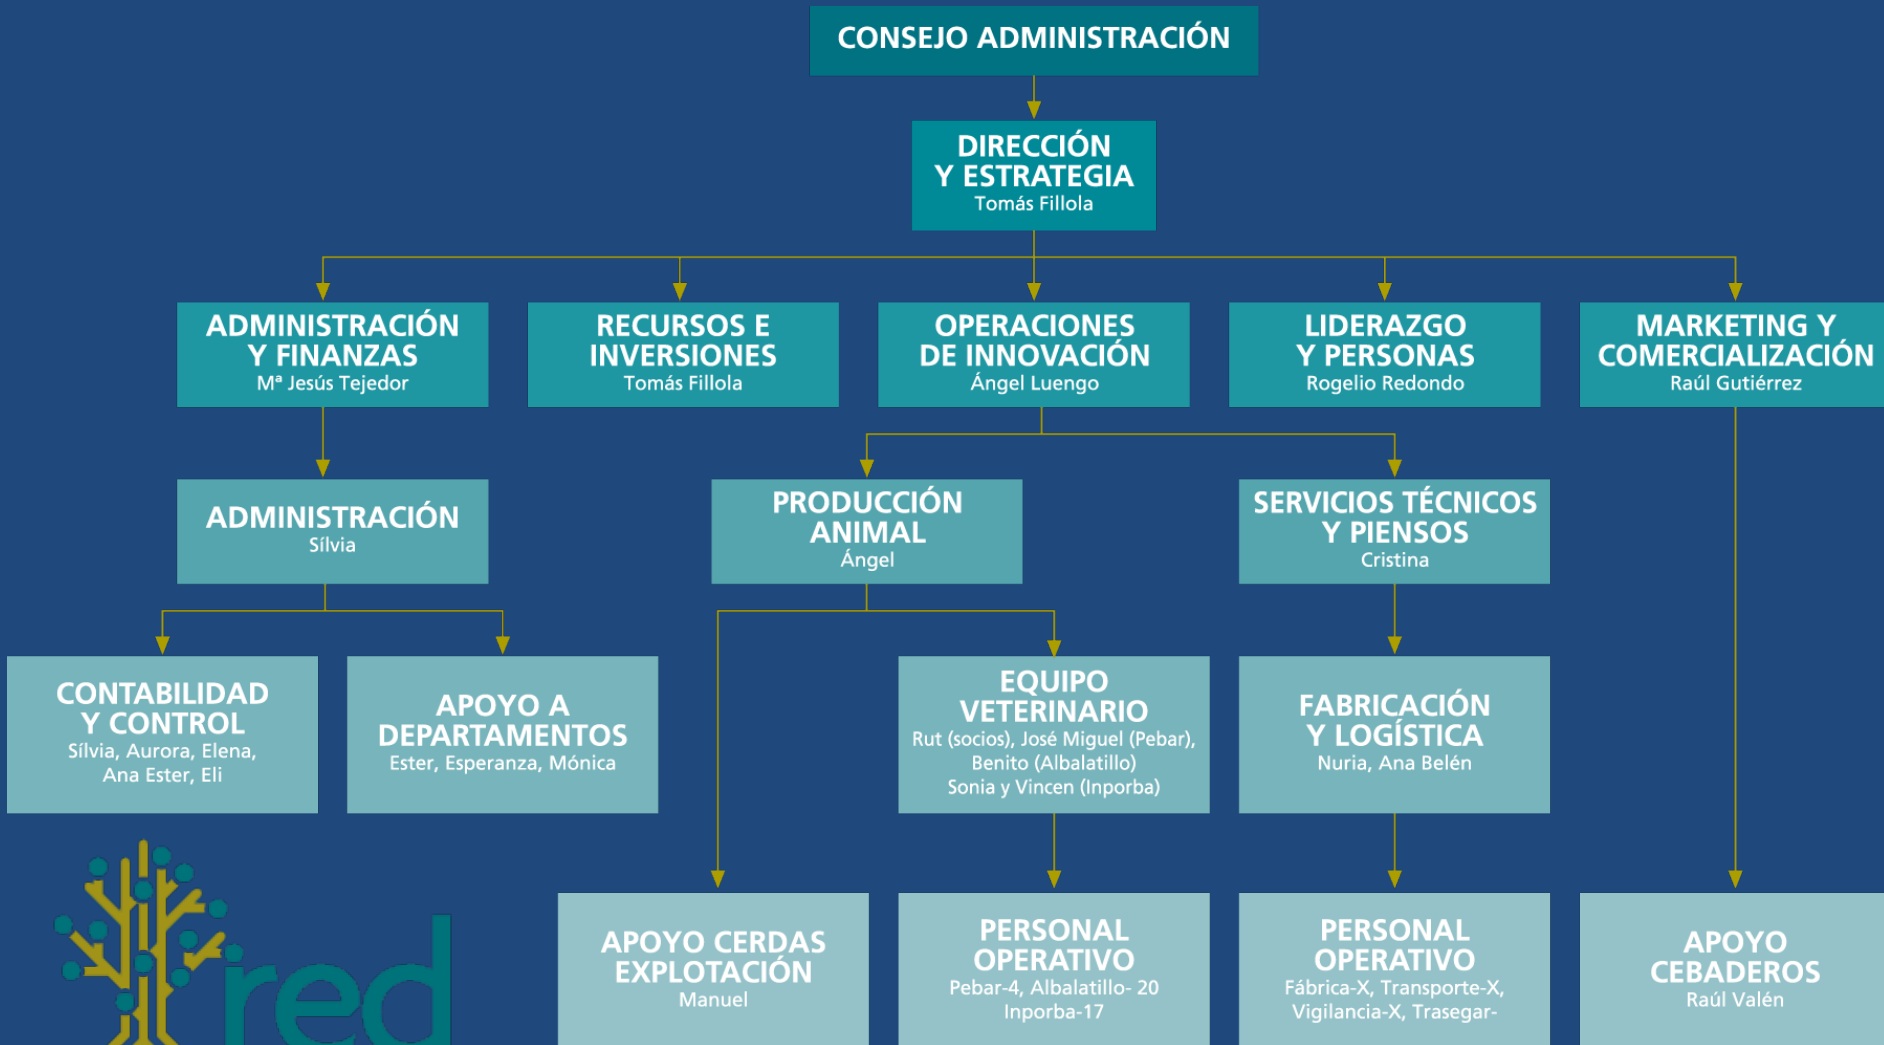 CONSEJO ADMINISTRACIÓN
DIRECCIÓN
Y ESTRATEGIA
Tomás Fillola
ADMINISTRACIÓN
Y FINANZAS
Mª Jesús Tejedor
RECURSOS E
INVERSIONES
Tomás Fillola
OPERACIONES
DE INNOVACIÓN
Ángel Luengo
LIDERAZGO
Y PERSONAS
Rogelio Redondo
MARKETING Y
COMERCIALIZACIÓN
Raúl Gutiérrez
ADMINISTRACIÓN
Sílvia
PRODUCCIÓN
ANIMAL
Ángel
SERVICIOS TÉCNICOS
Y PIENSOS
Cristina
CONTABILIDAD
Y CONTROL
Sílvia, Aurora, Elena,
Ana Ester, Eli
APOYO A
DEPARTAMENTOS
Ester, Esperanza, Mónica
EQUIPO
VETERINARIO
Rut (socios), José Miguel (Pebar),
Benito (Albalatillo)
Sonia y Vincen (Inporba)
FABRICACIÓN
Y LOGÍSTICA
Nuria, Ana Belén
APOYO CERDAS
EXPLOTACIÓN
Manuel
PERSONAL
OPERATIVO
Pebar-4, Albalatillo- 20
Inporba-17
PERSONAL
OPERATIVO
Fábrica-X, Transporte-X,
Vigilancia-X, Trasegar-
APOYO
CEBADEROS
Raúl Valén
red